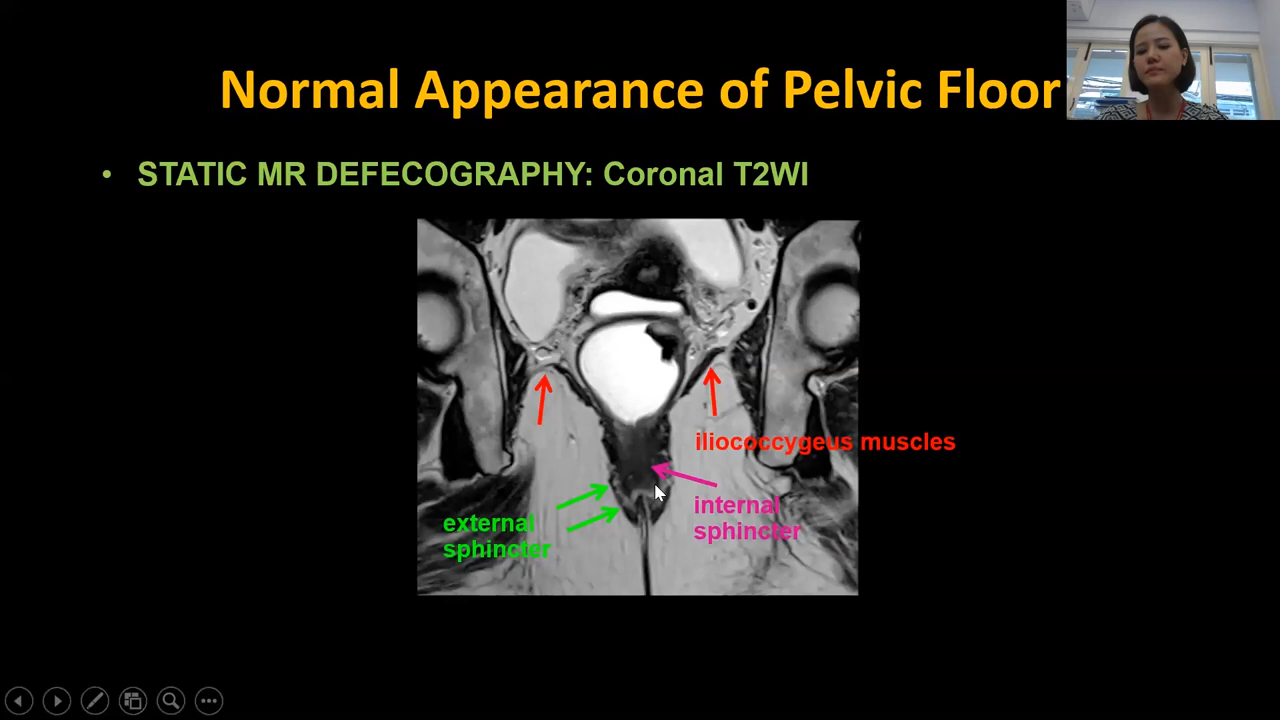 Normal Appearance of Pelvic Floor
• STATIC MR DEFECOGRAPHY: Coronal T2WI
iliococcygeus muscles
internal
sphincter
external
sphincter